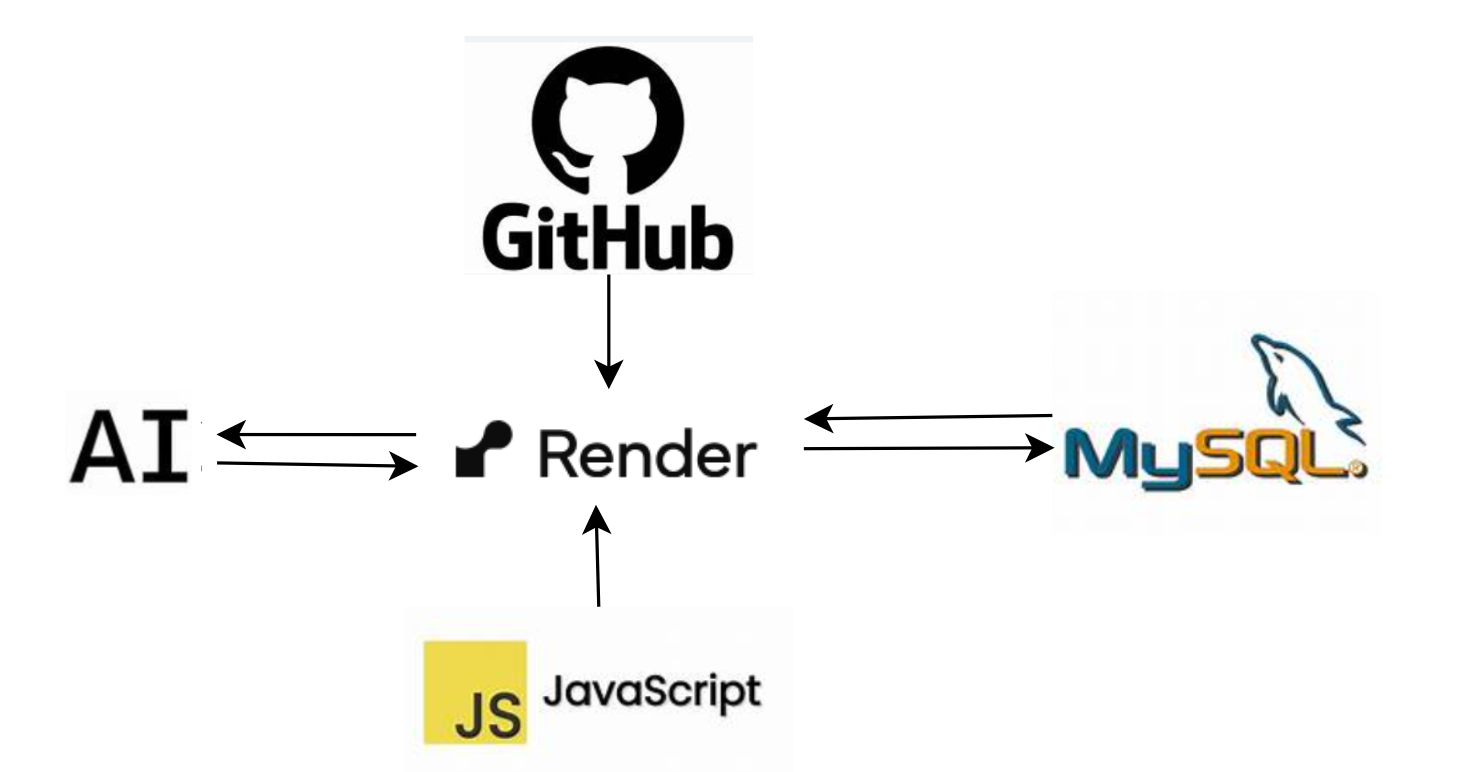 GitHub
AI
Render
MySQL®
JS
JavaScript